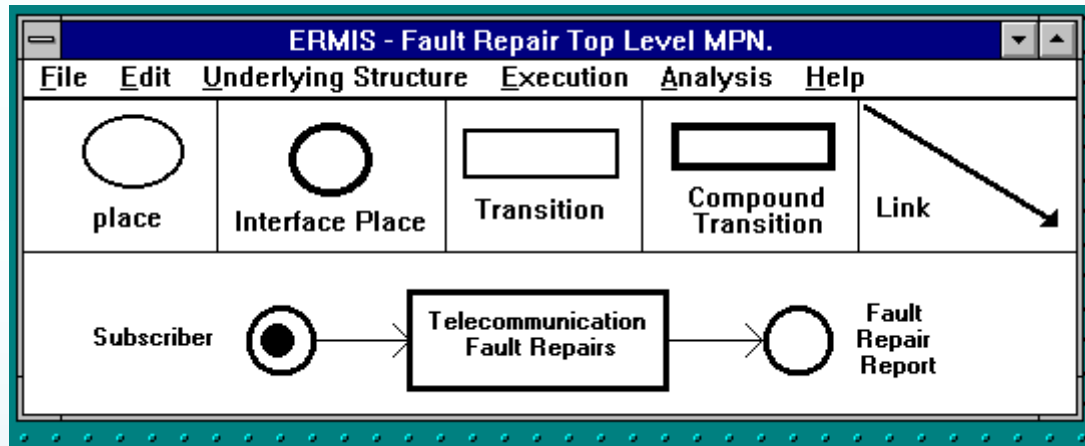 ERMIS - Fault Repair Top Level MPN.
File Edit Underlying Structure Execution Analysis Help
place
Interface Place
Transition
Compound
Transition
Link
Subscriber
Telecommunication
Fault Repairs
Fault
Repair
Report